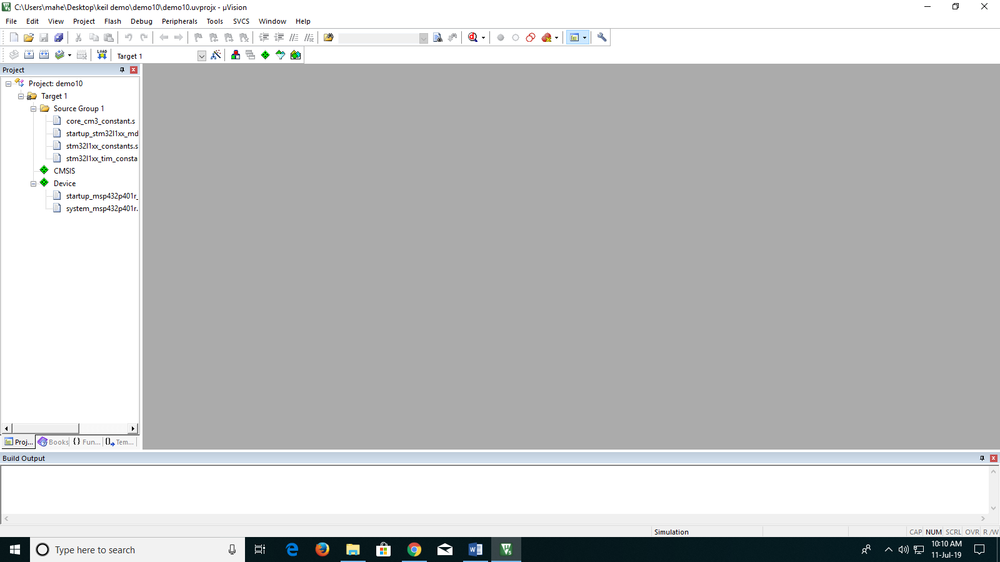 C:\Users\mahe\Desktop\keil demo\demo10\demo10.uvprojx - µVision
File Edit View Project Flash Debug Peripherals Tools SVCS Window Help
LOAD Target 1
Project
Project: demo10
Target 1
Source Group 1
core_cm3_constant.s
startup_stm32l1xx_md
stm32l1xx_constants.s
stm32l1xx_tim_consta
CMSIS
Device
startup_msp432p401r_
system_msp432p401r.
Proj... Books {} Fun... Tem...
Build Output
Simulation CAP NUM SCRL OVR R /W
Type here to search
10:10 AM
11-Jul-19